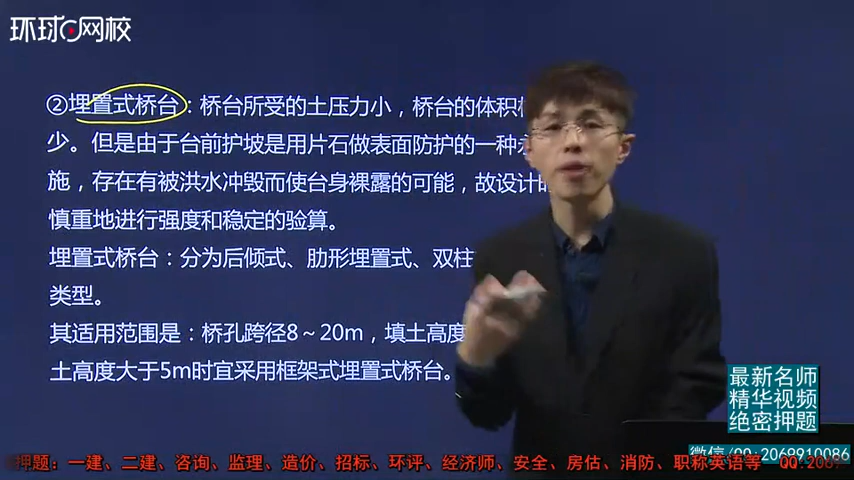 环球网校
②埋置式桥台：桥台所受的土压力小，桥台的体积
少。但是由于台前护坡是用片石做表面防护的一种
施，存在有被洪水冲毁而使台身裸露的可能，故设计
慎重地进行强度和稳定的验算。
埋置式桥台：分为后倾式、肋形埋置式、双柱
类型。
其适用范围是：桥孔跨径8～20m，填土高度
土高度大于5m时宜采用框架式埋置式桥台。
最新名师
精华视频
绝密押题
微信/QQ:2069910086
押题：一建、二建、咨询、监理、造价、招标、环评、经济师、安全、房估、消防、职称英语等 QQ:2069